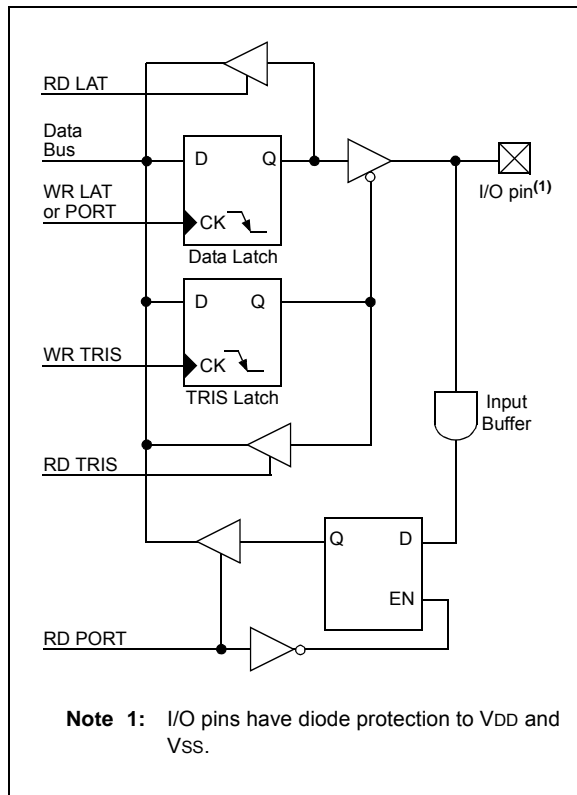 RD LAT
Data
Bus
D
Q
I/O pin(1)
WR LAT
or PORT
CK
Data Latch
D
Q
WR TRIS
CK
TRIS Latch
Input
Buffer
RD TRIS
Q
D
EN
RD PORT
Note 1: I/O pins have diode protection to VDD and
VSS.